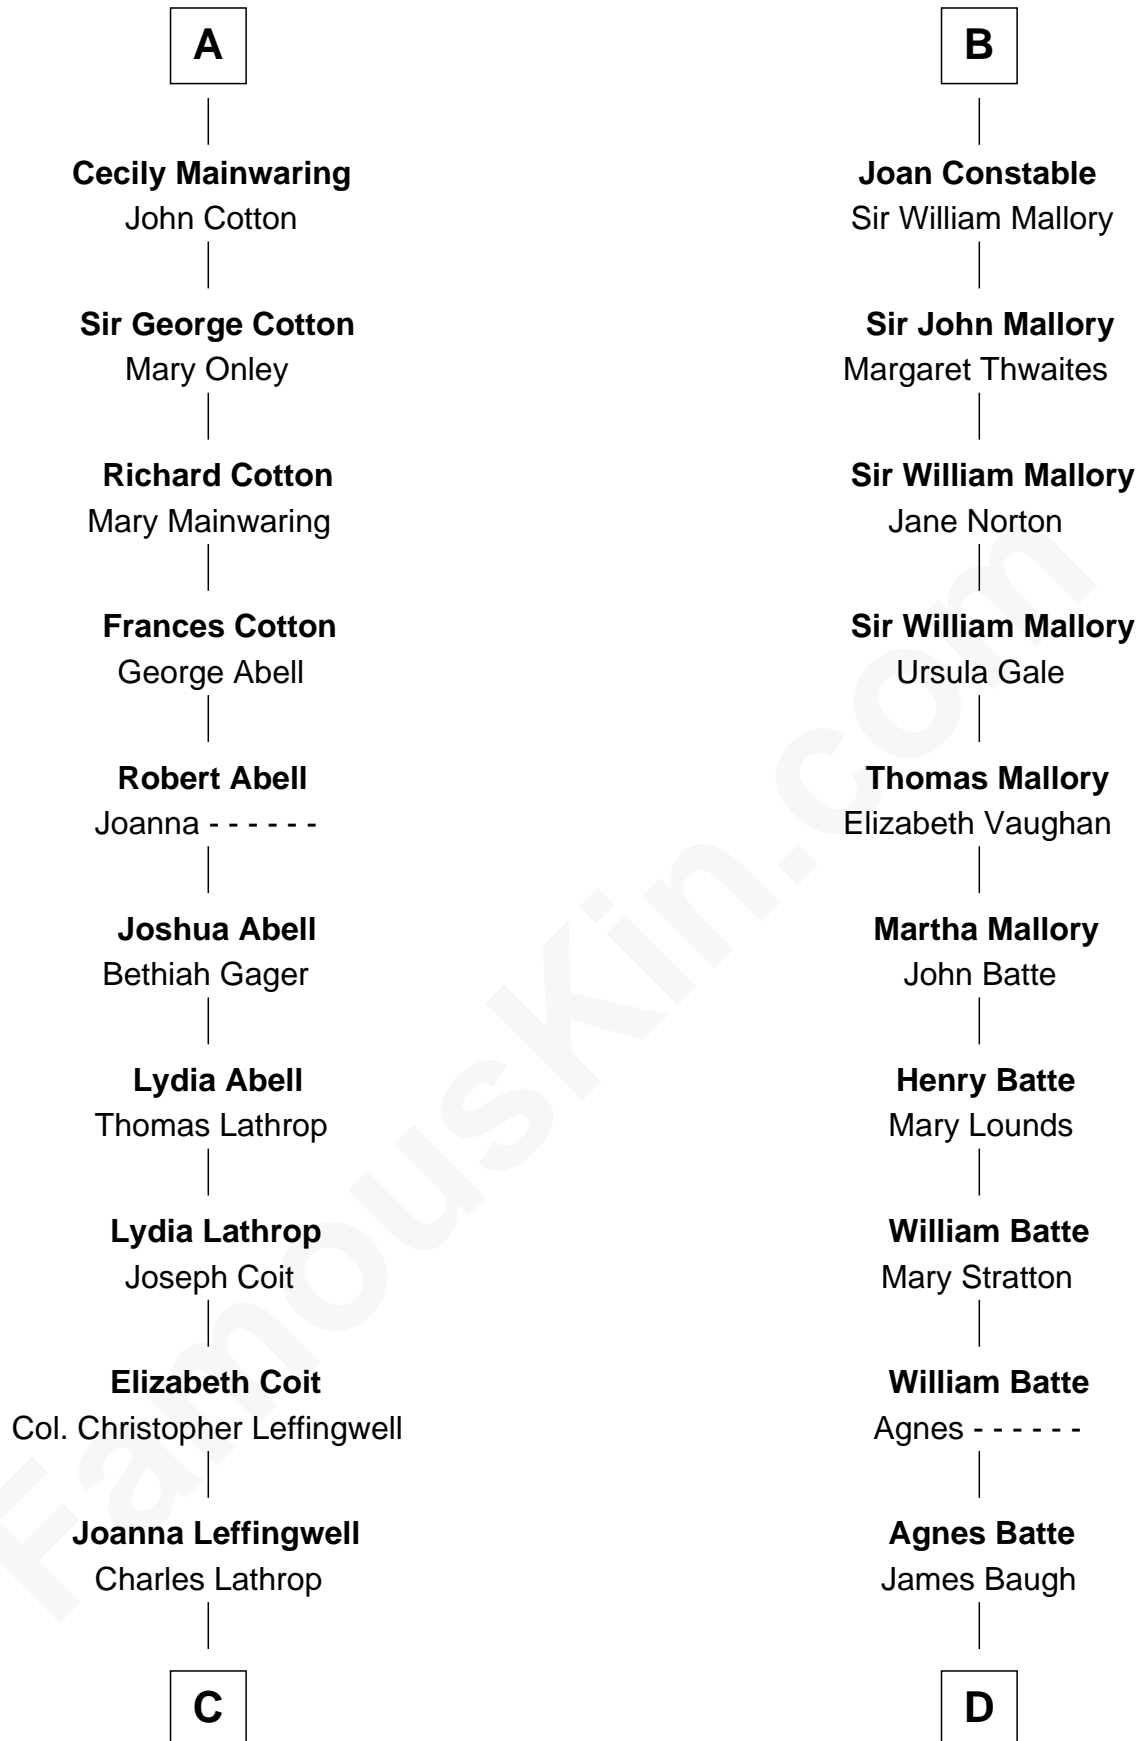 A
Cecily Mainwaring
John Cotton
Sir George Cotton
Mary Onley
Richard Cotton
Mary Mainwaring
Frances Cotton
George Abell
Robert Abell
Joanna - - - - - -
Joshua Abell
Bethiah Gager
Lydia Abell
Thomas Lathrop
Lydia Lathrop
Joseph Coit
Elizabeth Coit
Col. Christopher Leffingwell
Joanna Leffingwell
Charles Lathrop
C
B
Joan Constable
Sir William Mallory
Sir John Mallory
Margaret Thwaites
Sir William Mallory
Jane Norton
Sir William Mallory
Ursula Gale
Thomas Mallory
Elizabeth Vaughan
Martha Mallory
John Batte
Henry Batte
Mary Lounds
William Batte
Mary Stratton
William Batte
Agnes - - - - - -
Agnes Batte
James Baugh
D
FamousKin.com